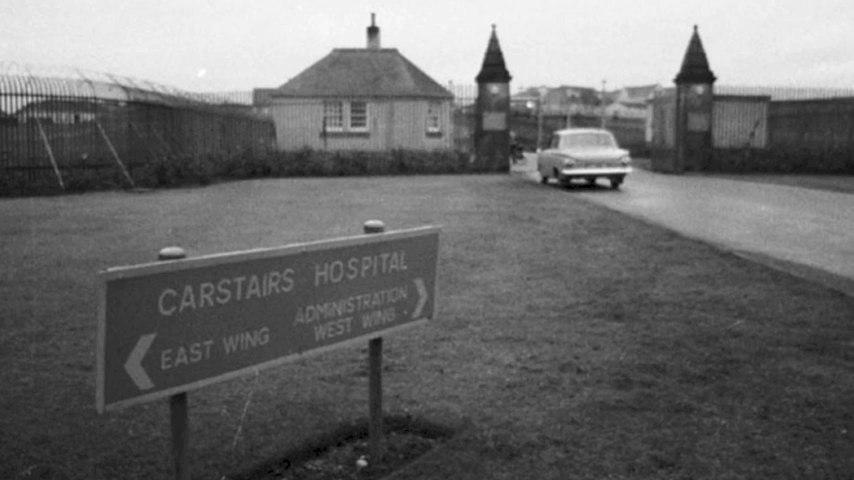 CARSTAIRS HOSPITAL
EAST WING
ADMINISTRATION
WEST WING